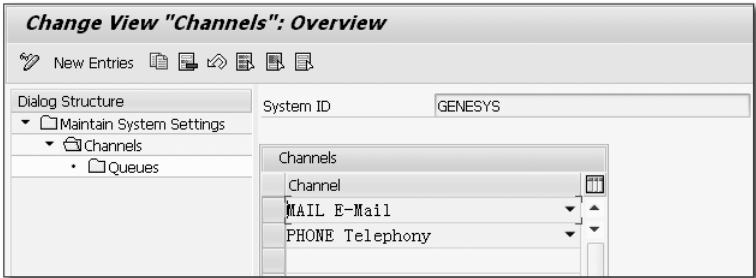 Change View "Channels": Overview
New Entries
Dialog Structure
Maintain System Settings
Channels
Queues
System ID GENESYS
Channels
Channel
MAIL E-Mail
PHONE Telephony